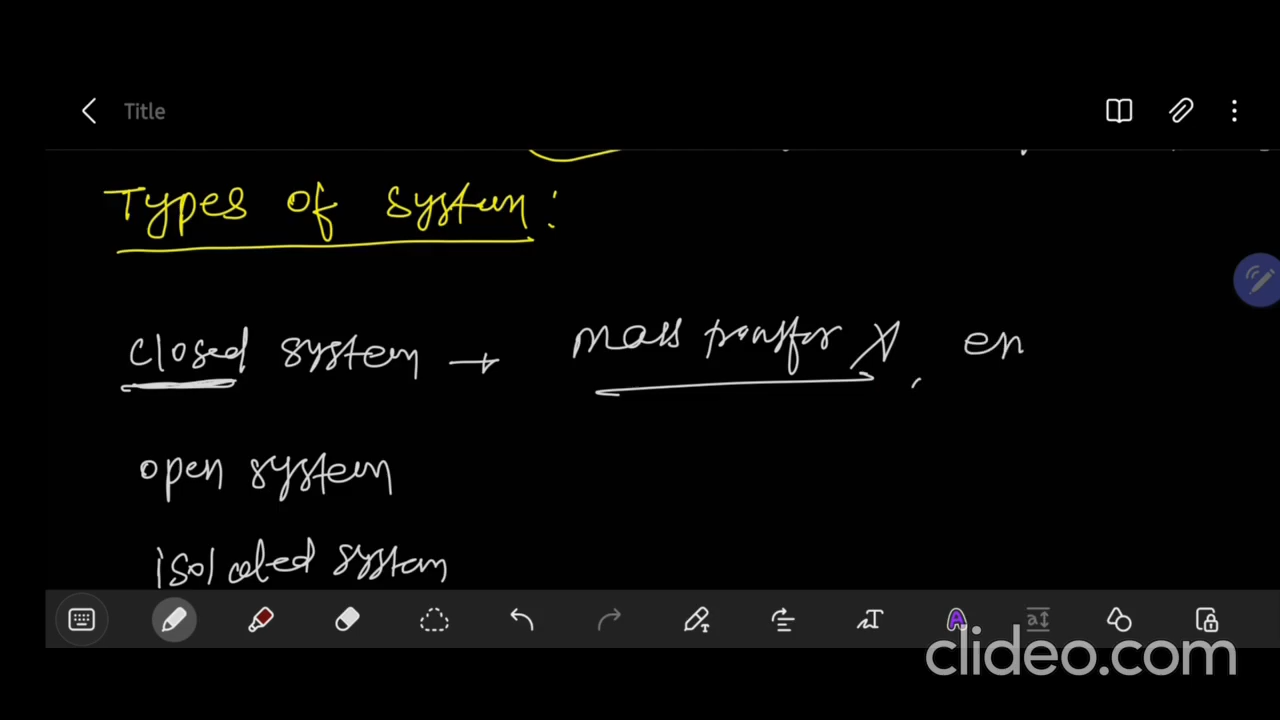 Title
Types of system:
closed system → mass transfer X, en
open system
isolated system
clideo.com